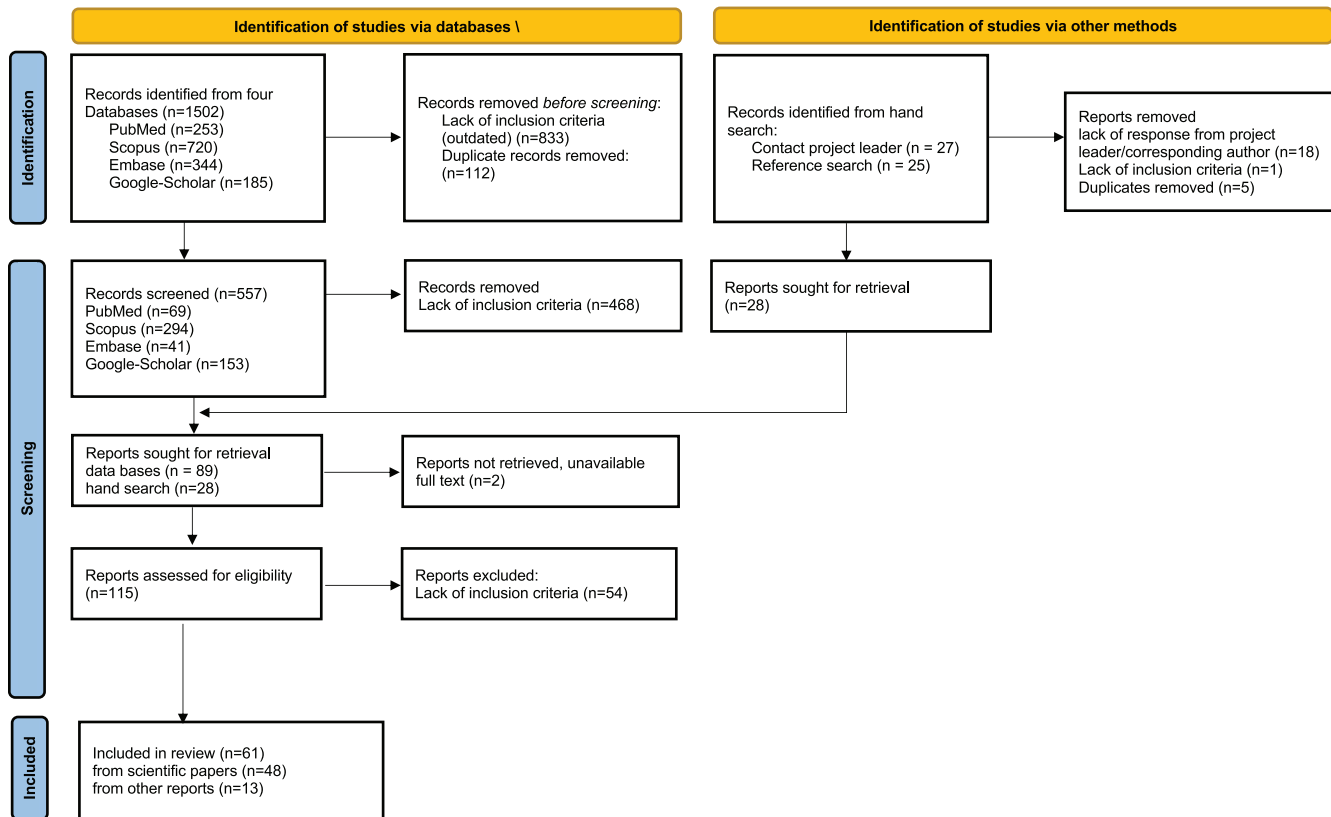 Identification of studies via databases \
Identification of studies via other methods
Identification
Records identified from four
Databases (n=1502)
PubMed (n=253)
Scopus (n=720)
Embase (n=344)
Google-Scholar (n=185)
Records removed before screening:
Lack of inclusion criteria
(outdated) (n=833)
Duplicate records removed:
(n=112)
Records identified from hand
search:
Contact project leader (n = 27)
Reference search (n = 25)
Reports removed
lack of response from project
leader/corresponding author (n=18)
Lack of inclusion criteria (n=1)
Duplicates removed (n=5)
Screening
Records screened (n=557)
PubMed (n=69)
Scopus (n=294)
Embase (n=41)
Google-Scholar (n=153)
Records removed
Lack of inclusion criteria (n=468)
Reports sought for retrieval
(n=28)
Reports sought for retrieval
data bases (n = 89)
hand search (n=28)
Reports not retrieved, unavailable
full text (n=2)
Reports assessed for eligibility
(n=115)
Reports excluded:
Lack of inclusion criteria (n=54)
Included
Included in review (n=61)
from scientific papers (n=48)
from other reports (n=13)